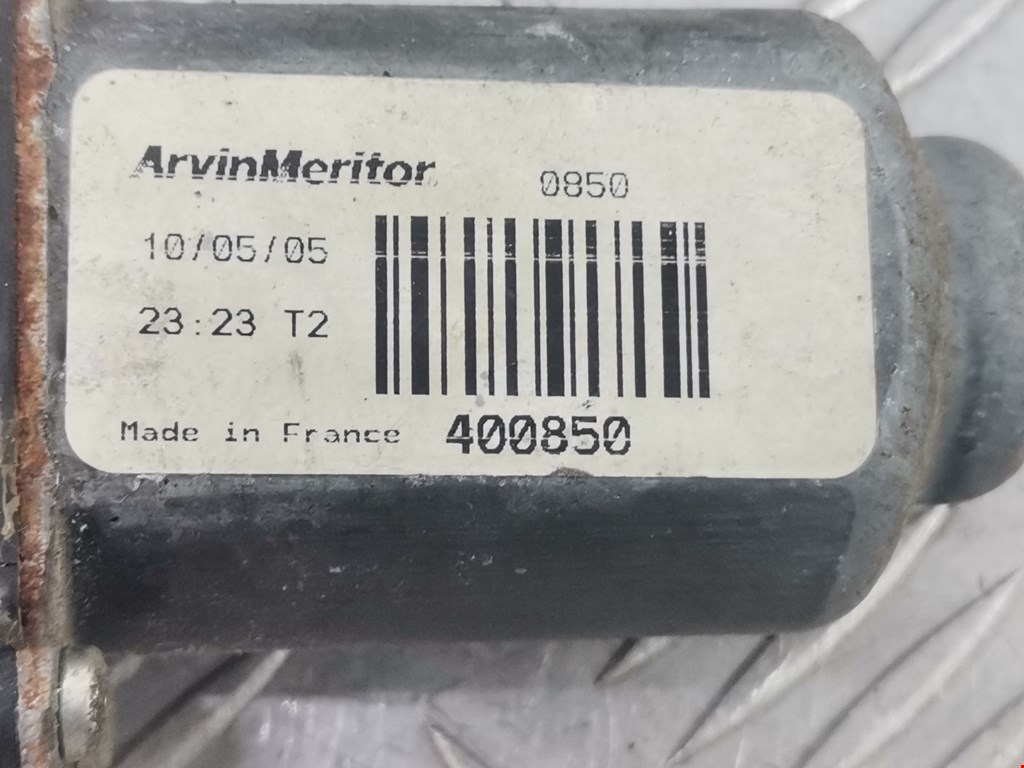 ArvinMeritor 0850
10/05/05
23:23 T2
Made in France 400850